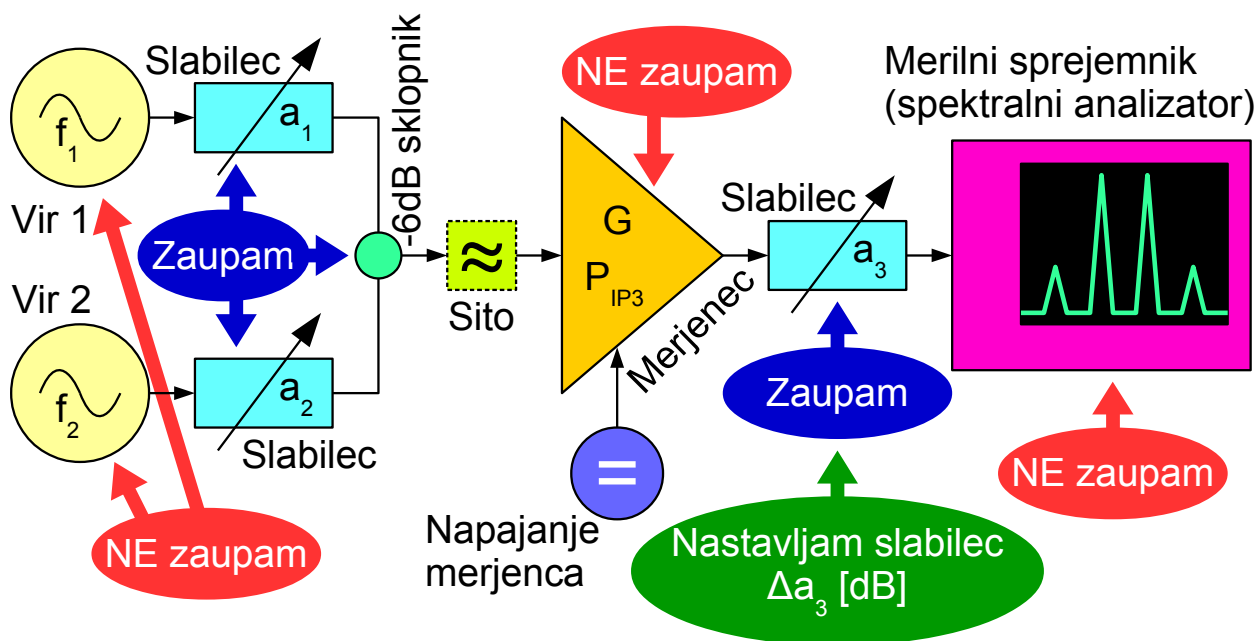 Slabilec
f₁
a₁
Vir 1
-6dB sklopnik
NE zaupam
Merilni sprejemnik
(spektralni analizator)
Zaupam
≈
Sito
G
P_IP3
Merjenec
Slabilec
a₃
Vir 2
f₂
a₂
Slabilec
Zaupam
NE zaupam
NE zaupam
=
Napajanje
merjenca
Nastavljam slabilec
Δa₃ [dB]